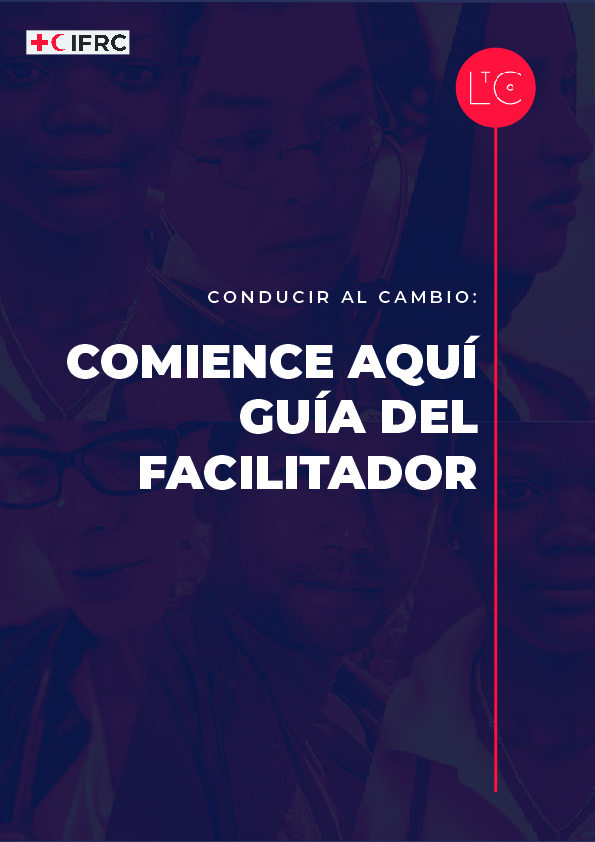 IFRC
LTC
CONDUCIR AL CAMBIO:
COMIENCE AQUÍ
GUÍA DEL
FACILITADOR